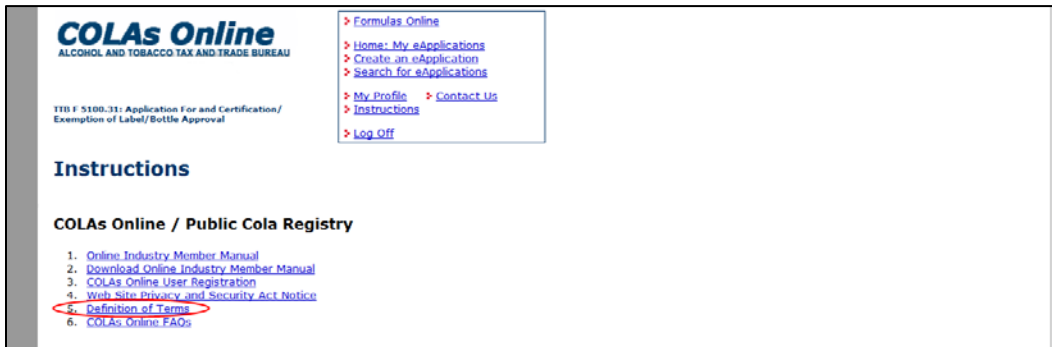 COLAs Online
ALCOHOL AND TOBACCO TAX AND TRADE BUREAU
TTB F 5100.31: Application For and Certification/
Exemption of Label/Bottle Approval
Formulas Online
Home: My eApplications
Create an eApplication
Search for eApplications
My Profile Contact Us
Instructions
Log Off
Instructions
COLAs Online / Public Cola Registry
1. Online Industry Member Manual
2. Download Online Industry Member Manual
3. COLAs Online User Registration
4. Web Site Privacy and Security Act Notice
5. Definition of Terms
6. COLAs Online FAQs